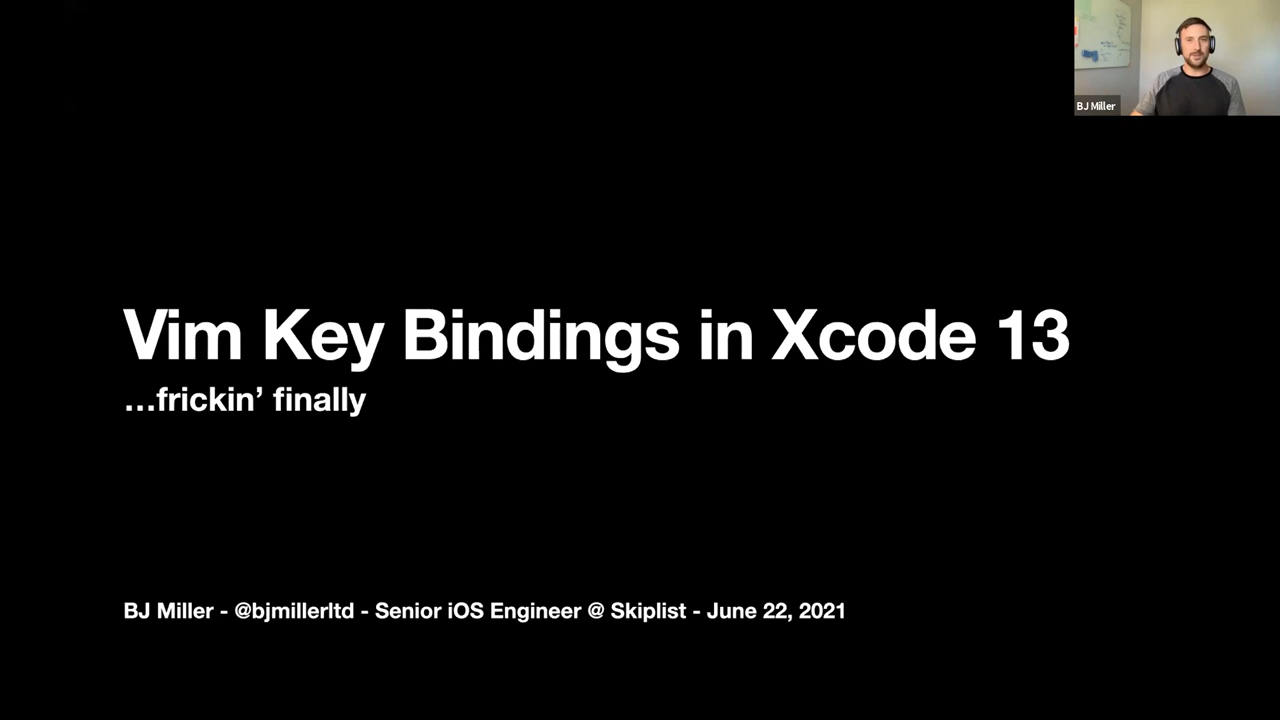 BJ Miller
Vim Key Bindings in Xcode 13
…frickin’ finally
BJ Miller - @bjmillerltd - Senior iOS Engineer @ Skiplist - June 22, 2021